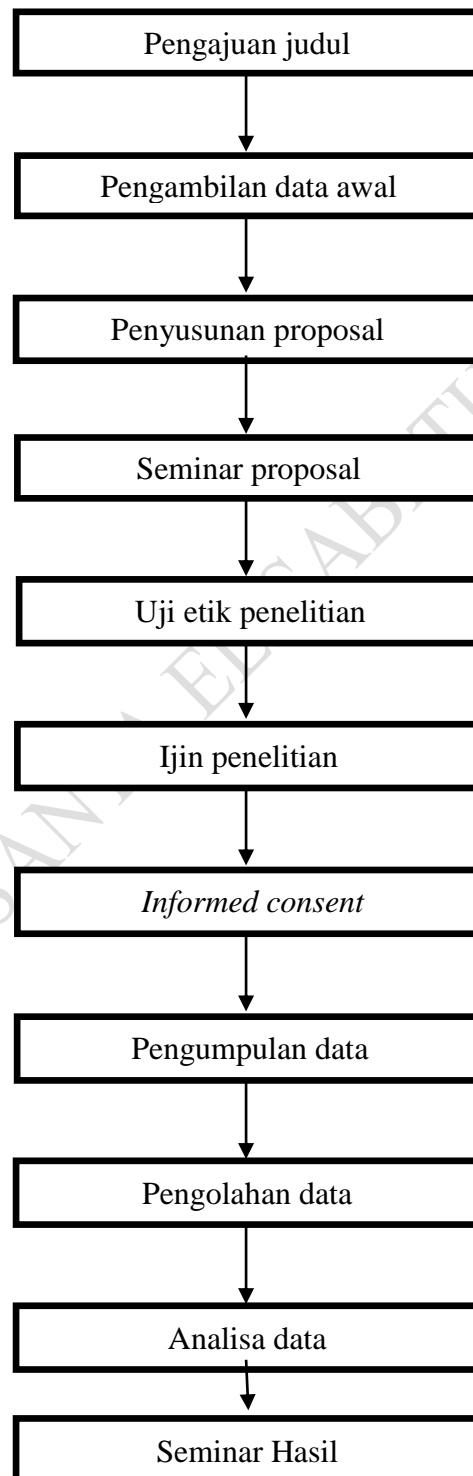 Pengajuan judul
Pengambilan data awal
Penyusunan proposal
Seminar proposal
Uji etik penelitian
Ijin penelitian
Informed consent
Pengumpulan data
Pengolahan data
Analisa data
Seminar Hasil